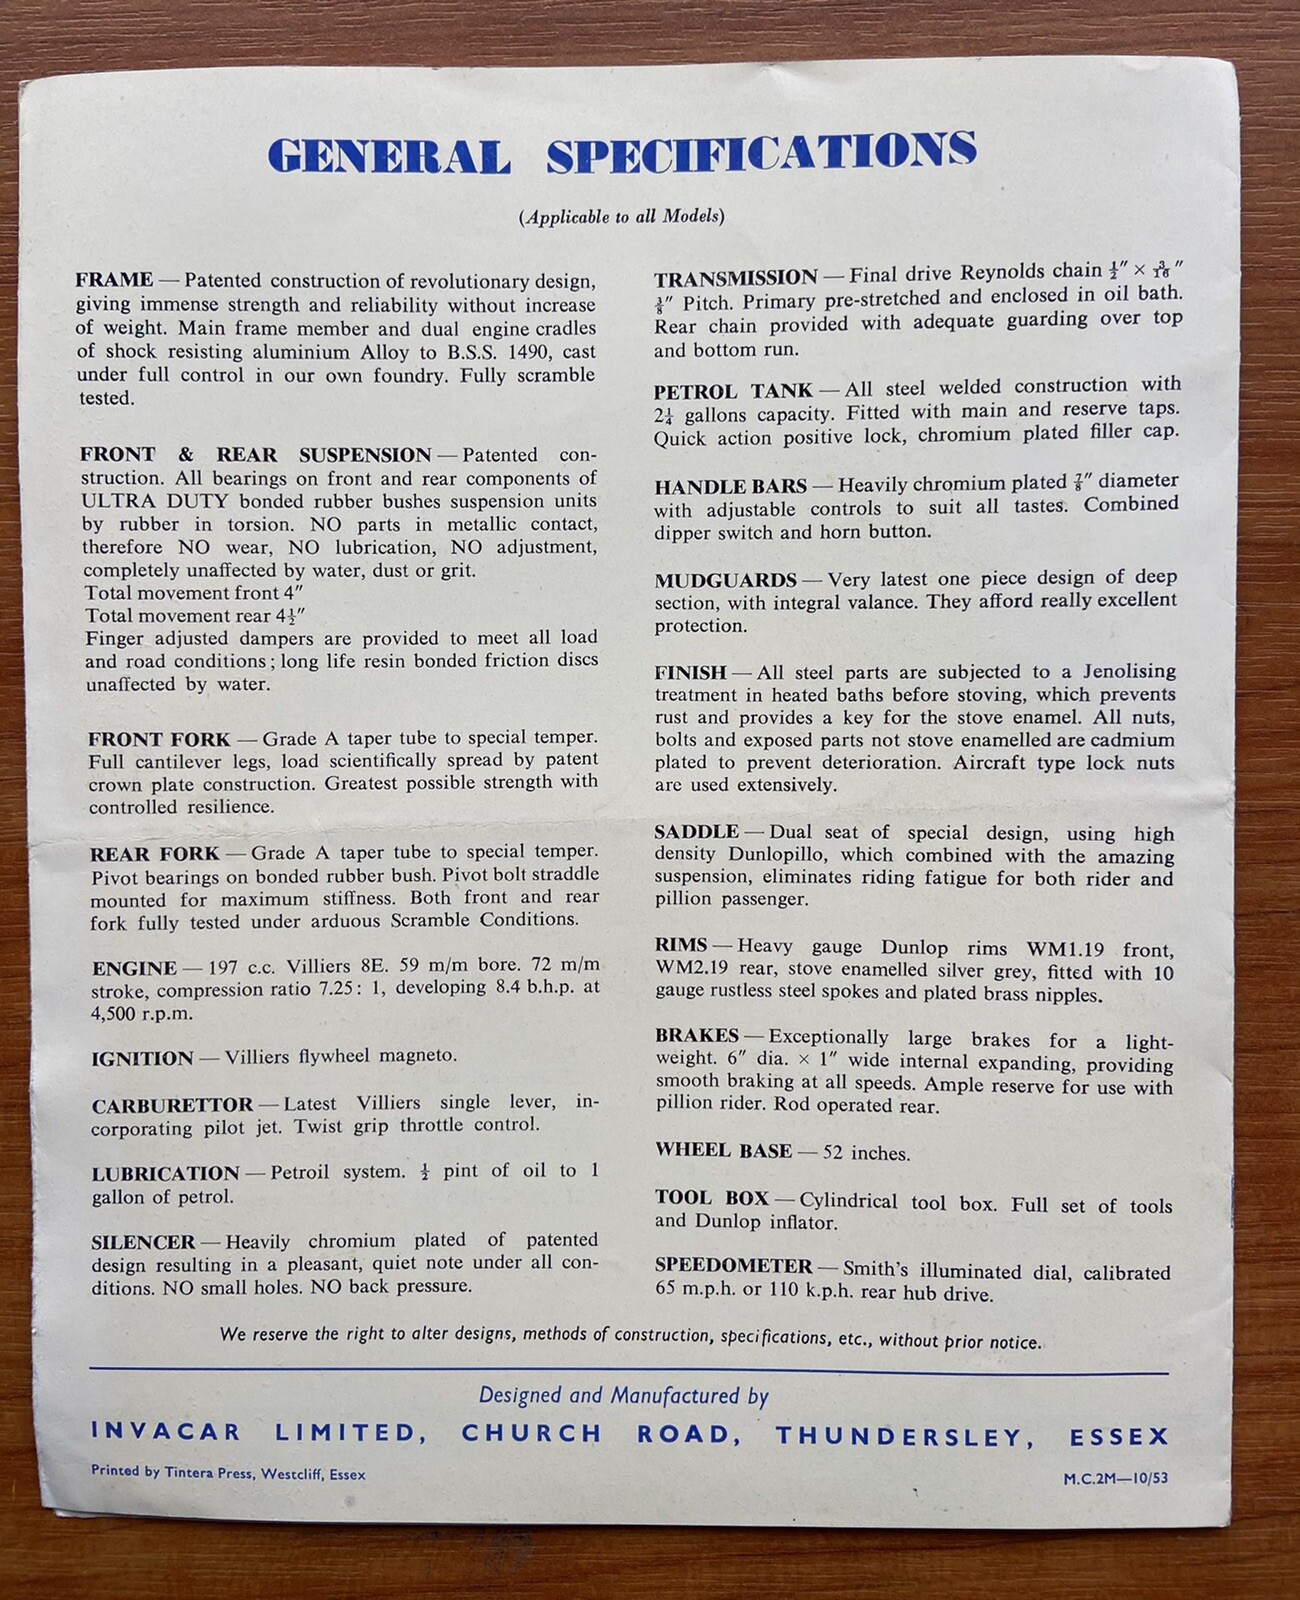 GENERAL SPECIFICATIONS
(Applicable to all Models)
FRAME — Patented construction of revolutionary design,
giving immense strength and reliability without increase
of weight. Main frame member and dual engine cradles
of shock resisting aluminium Alloy to B.S.S. 1490, cast
under full control in our own foundry. Fully scramble
tested.
FRONT & REAR SUSPENSION — Patented con-
struction. All bearings on front and rear components of
ULTRA DUTY bonded rubber bushes suspension units
by rubber in torsion. NO parts in metallic contact,
therefore NO wear, NO lubrication, NO adjustment,
completely unaffected by water, dust or grit.
Total movement front 4″
Total movement rear 4½″
Finger adjusted dampers are provided to meet all load
and road conditions; long life resin bonded friction discs
unaffected by water.
FRONT FORK — Grade A taper tube to special temper.
Full cantilever legs, load scientifically spread by patent
crown plate construction. Greatest possible strength with
controlled resilience.
REAR FORK — Grade A taper tube to special temper.
Pivot bearings on bonded rubber bush. Pivot bolt straddle
mounted for maximum stiffness. Both front and rear
fork fully tested under arduous Scramble Conditions.
ENGINE — 197 c.c. Villiers 8E. 59 m/m bore. 72 m/m
stroke, compression ratio 7.25: 1, developing 8.4 b.h.p. at
4,500 r.p.m.
IGNITION — Villiers flywheel magneto.
CARBURETTOR — Latest Villiers single lever, in-
corporating pilot jet. Twist grip throttle control.
LUBRICATION — Petroil system. ½ pint of oil to 1
gallon of petrol.
SILENCER — Heavily chromium plated of patented
design resulting in a pleasant, quiet note under all con-
ditions. NO small holes. NO back pressure.
TRANSMISSION — Final drive Reynolds chain ½″ × 3/16″
⅜″ Pitch. Primary pre-stretched and enclosed in oil bath.
Rear chain provided with adequate guarding over top
and bottom run.
PETROL TANK — All steel welded construction with
2¼ gallons capacity. Fitted with main and reserve taps.
Quick action positive lock, chromium plated filler cap.
HANDLE BARS — Heavily chromium plated ⅞″ diameter
with adjustable controls to suit all tastes. Combined
dipper switch and horn button.
MUDGUARDS — Very latest one piece design of deep
section, with integral valance. They afford really excellent
protection.
FINISH — All steel parts are subjected to a Jenolising
treatment in heated baths before stoving, which prevents
rust and provides a key for the stove enamel. All nuts,
bolts and exposed parts not stove enamelled are cadmium
plated to prevent deterioration. Aircraft type lock nuts
are used extensively.
SADDLE — Dual seat of special design, using high
density Dunlopillo, which combined with the amazing
suspension, eliminates riding fatigue for both rider and
pillion passenger.
RIMS — Heavy gauge Dunlop rims WM1.19 front,
WM2.19 rear, stove enamelled silver grey, fitted with 10
gauge rustless steel spokes and plated brass nipples.
BRAKES — Exceptionally large brakes for a light-
weight. 6″ dia. × 1″ wide internal expanding, providing
smooth braking at all speeds. Ample reserve for use with
pillion rider. Rod operated rear.
WHEEL BASE — 52 inches.
TOOL BOX — Cylindrical tool box. Full set of tools
and Dunlop inflator.
SPEEDOMETER — Smith's illuminated dial, calibrated
65 m.p.h. or 110 k.p.h. rear hub drive.
We reserve the right to alter designs, methods of construction, specifications, etc., without prior notice.
Designed and Manufactured by
INVACAR LIMITED, CHURCH ROAD, THUNDERSLEY, ESSEX
Printed by Tintera Press, Westcliff, Essex
M.C.2M—10/53